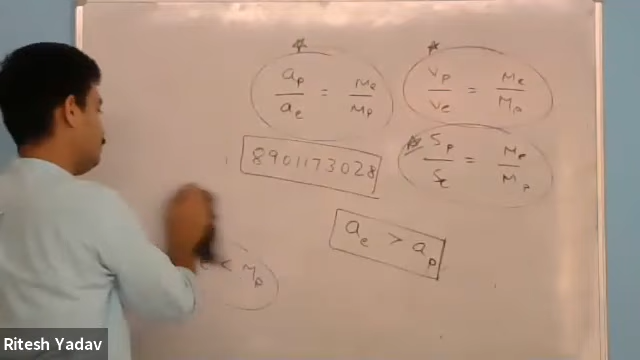 a_p/a_e = M_e/M_p
v_p/v_e = M_e/M_p
S_p/S_e = M_e/M_p
8901173028
a_e > a_p
< M_p
Ritesh Yadav